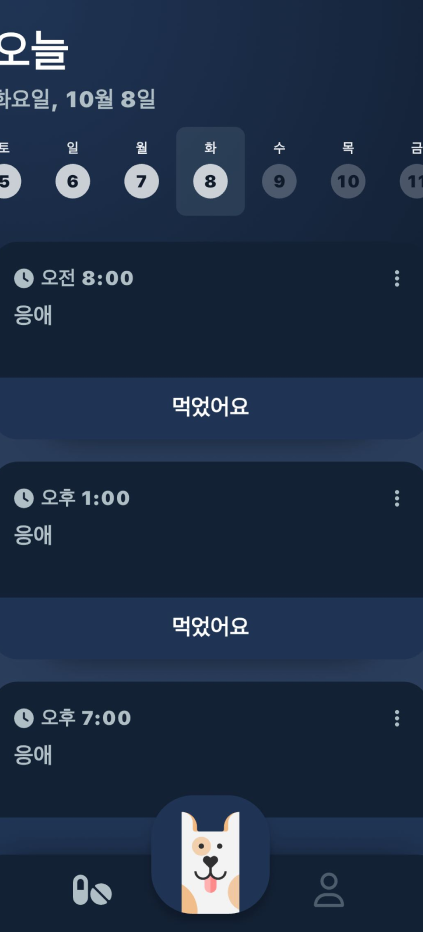 오늘
화요일, 10월 8일
토 일 월 화 수 목 금
5 6 7 8 9 10 11
오전 8:00
응애
먹었어요
오후 1:00
응애
먹었어요
오후 7:00
응애